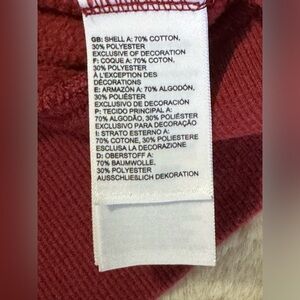 GB: SHELL A: 70% COTTON,
30% POLYESTER
EXCLUSIVE OF DECORATION
F: COQUE A: 70% COTON,
30% POLYESTER
À L'EXCEPTION DES
DÉCORATIONS
E: ARMAZÓN A: 70% ALGODÓN,
30% POLIÉSTER
EXCLUSIVO DE DECORACIÓN
P: TECIDO PRINCIPAL A:
70% ALGODÃO, 30% POLIÉSTER
EXCLUSIVO PARA DECORAÇÃO
I: STRATO ESTERNO A:
70% COTONE, 30% POLIESTERE
ESCLUSA LA DECORAZIONE
D: OBERSTOFF A:
70% BAUMWOLLE,
30% POLYESTER
AUSSCHLIESLICH DEKORATION